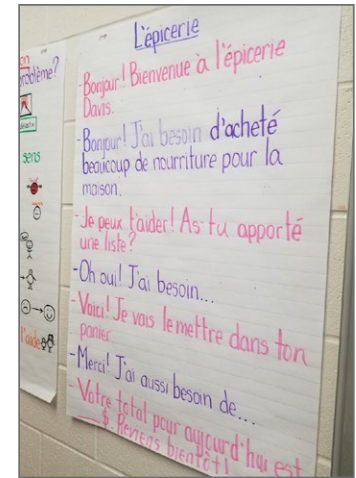 on
problème?
sens
l'aide
L'épicerie
-Bonjour! Bienvenue à l'épicerie
Davis.
-Bonjour! J'ai besoin d'acheté
beaucoup de nourriture pour la
maison.
-Je peux t'aider! As-tu apporté
une liste?
-Oh oui! J'ai besoin...
-Voici! Je vais le mettre dans ton
panier.
-Merci! J'ai aussi besoin de...
-Votre total pour aujourd'hui est
___$. Reviens bientôt!